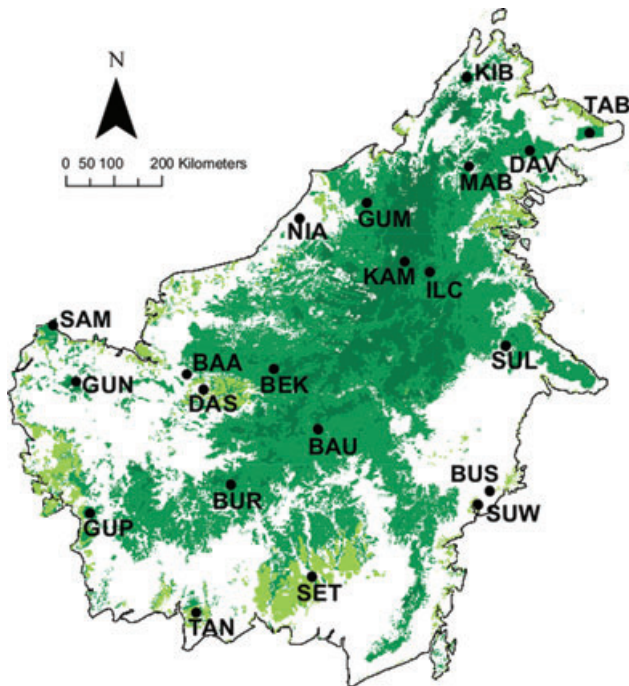 N
KIB
TAB
0 50 100 200 Kilometers
DAV
MAB
GUM
NIA
KAM
ILC
SAM
SUL
BAA
BEK
GUN
DAS
BAU
BUS
BUR
SUW
GUP
SET
TAN